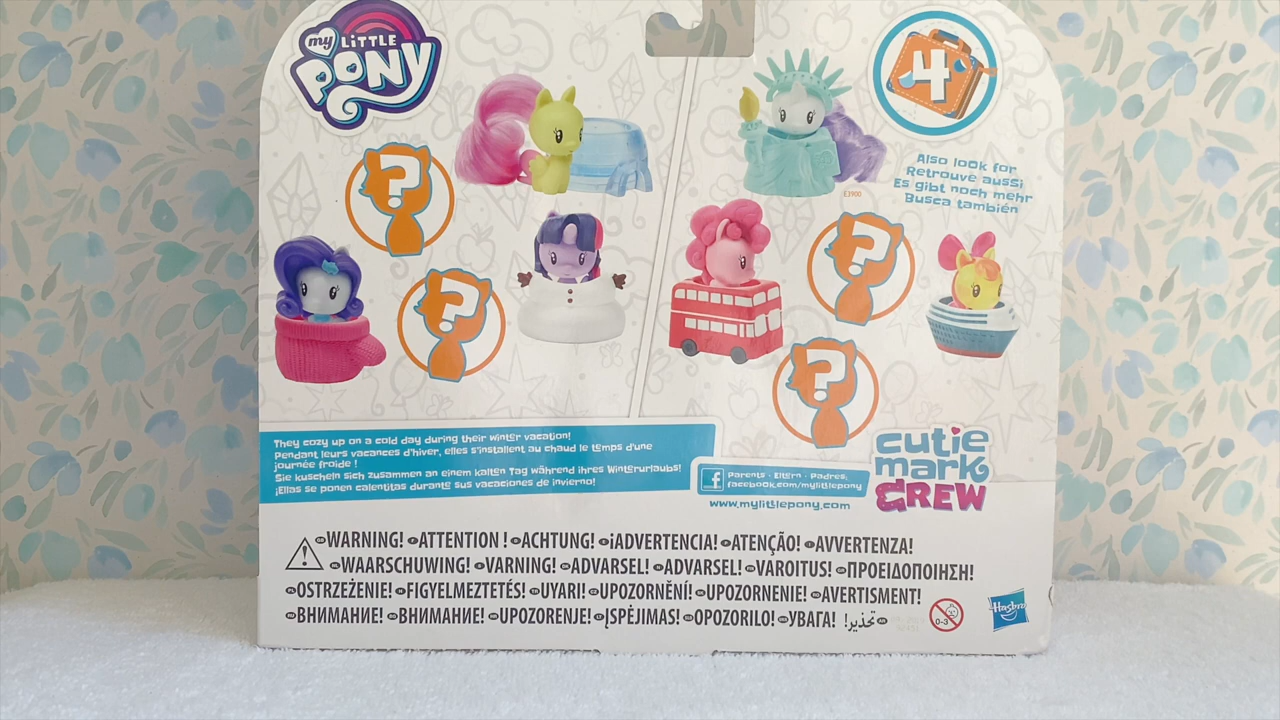 my LiTTLE
PONY
4
Also look for
Retrouve aussi
Es gibt noch mehr
Busca también
E3900
?
?
?
?
They cozy up on a cold day during their winter vacation!
Pendant leurs vacances d'hiver, elles s'installent au chaud le temps d'une
journée froide !
Sie kuscheln sich zusammen an einem kalten Tag während ihres Winterurlaubs!
¡Ellas se ponen calentitas durante sus vacaciones de invierno!
f Parents · Eltern · Padres,
facebook.com/mylittlepony
www.mylittlepony.com
cutie
mark
CREW
WARNING! ATTENTION ! ACHTUNG! ¡ADVERTENCIA! ATENÇÃO! AVVERTENZA!
WAARSCHUWING! VARNING! ADVARSEL! ADVARSEL! VAROITUS! ΠΡΟΕΙΔΟΠΟΙΗΣΗ!
OSTRZEŻENIE! FIGYELMEZTETÉS! UYARI! UPOZORNĚNÍ! UPOZORNENIE! AVERTISMENT!
ВНИМАНИЕ! ВНИМАНИЕ! UPOZORENJE! ĮSPĖJIMAS! OPOZORILO! УВАГА! تحذير!
0-3
Hasbro